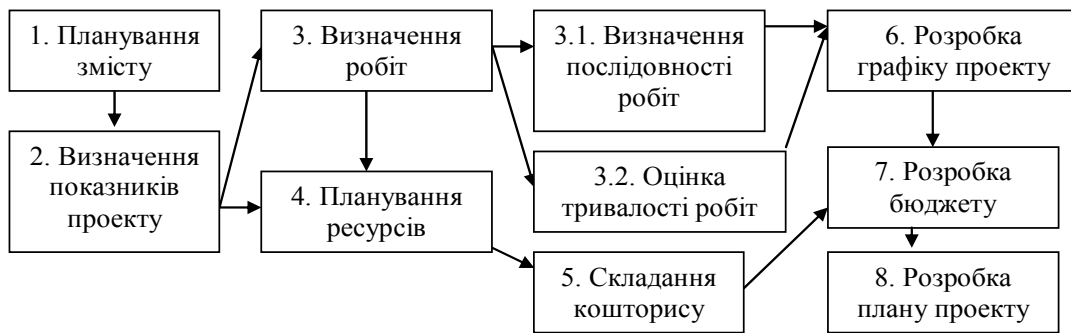 1. Планування
змісту
2. Визначення
показників
проекту
3. Визначення
робіт
4. Планування
ресурсів
3.1. Визначення
послідовності
робіт
3.2. Оцінка
тривалості робіт
5. Складання
кошторису
6. Розробка
графіку проекту
7. Розробка
бюджету
8. Розробка
плану проекту